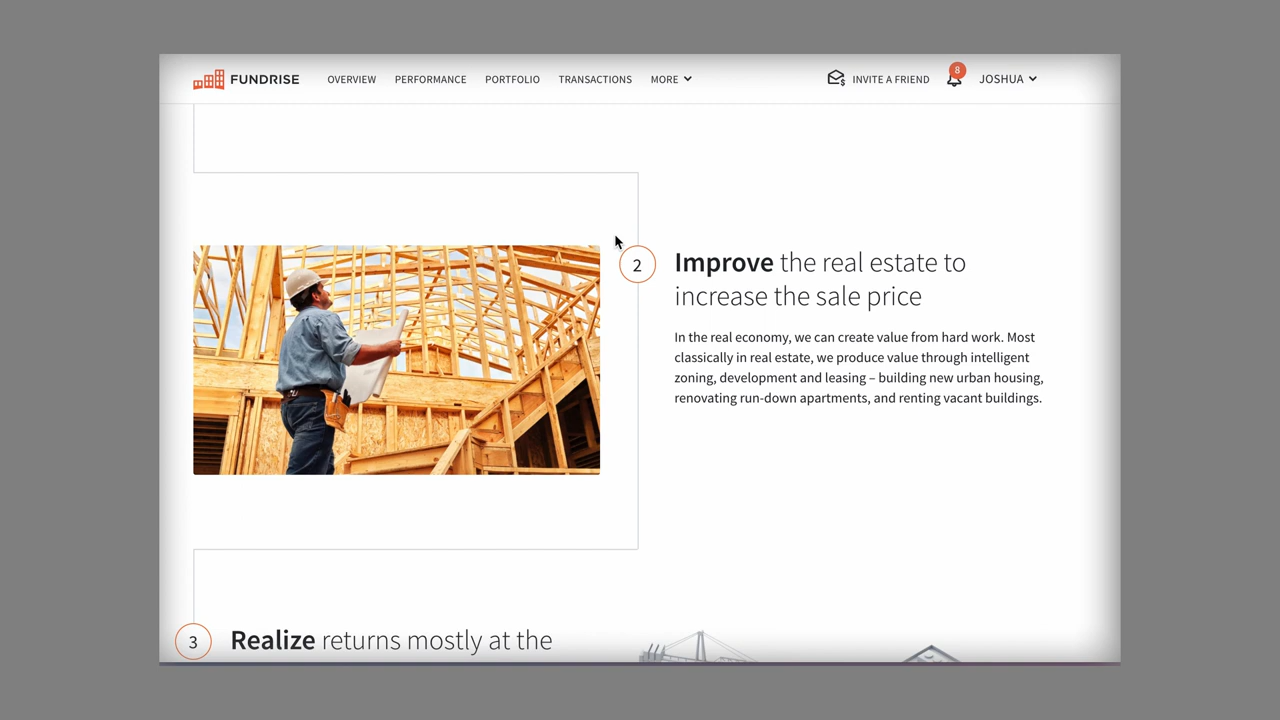 FUNDRISE OVERVIEW PERFORMANCE PORTFOLIO TRANSACTIONS MORE INVITE A FRIEND 8 JOSHUA
2
Improve the real estate to
increase the sale price
In the real economy, we can create value from hard work. Most
classically in real estate, we produce value through intelligent
zoning, development and leasing – building new urban housing,
renovating run-down apartments, and renting vacant buildings.
3
Realize returns mostly at the